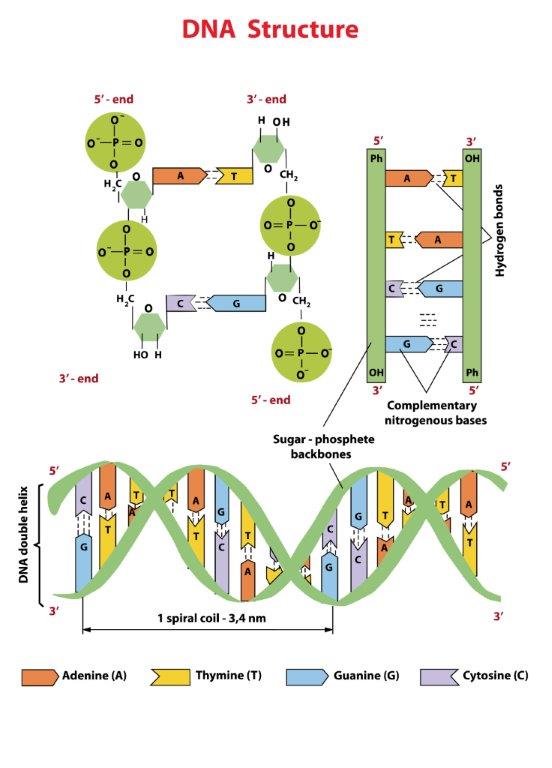 DNA Structure
5' - end
3' - end
O⁻
O⁻ P O
O
H₂C
O
H
A T
H OH
O
CH₂
O
O P O⁻
O
O
O⁻ P O
O
H
H₂C
O
HO H
C G
O
CH₂
O
O P O⁻
O⁻
3' - end
5' - end
5' 3'
Ph OH
A T
T A
C G
G C
OH Ph
3' 5'
Hydrogen bonds
Complementary
nitrogenous bases
Sugar - phosphete
backbones
DNA double helix
5'
3'
5'
3'
C A T T A G T C G T A T A
G T A T C A G C A T
1 spiral coil - 3,4 nm
Adenine (A)
Thymine (T)
Guanine (G)
Cytosine (C)